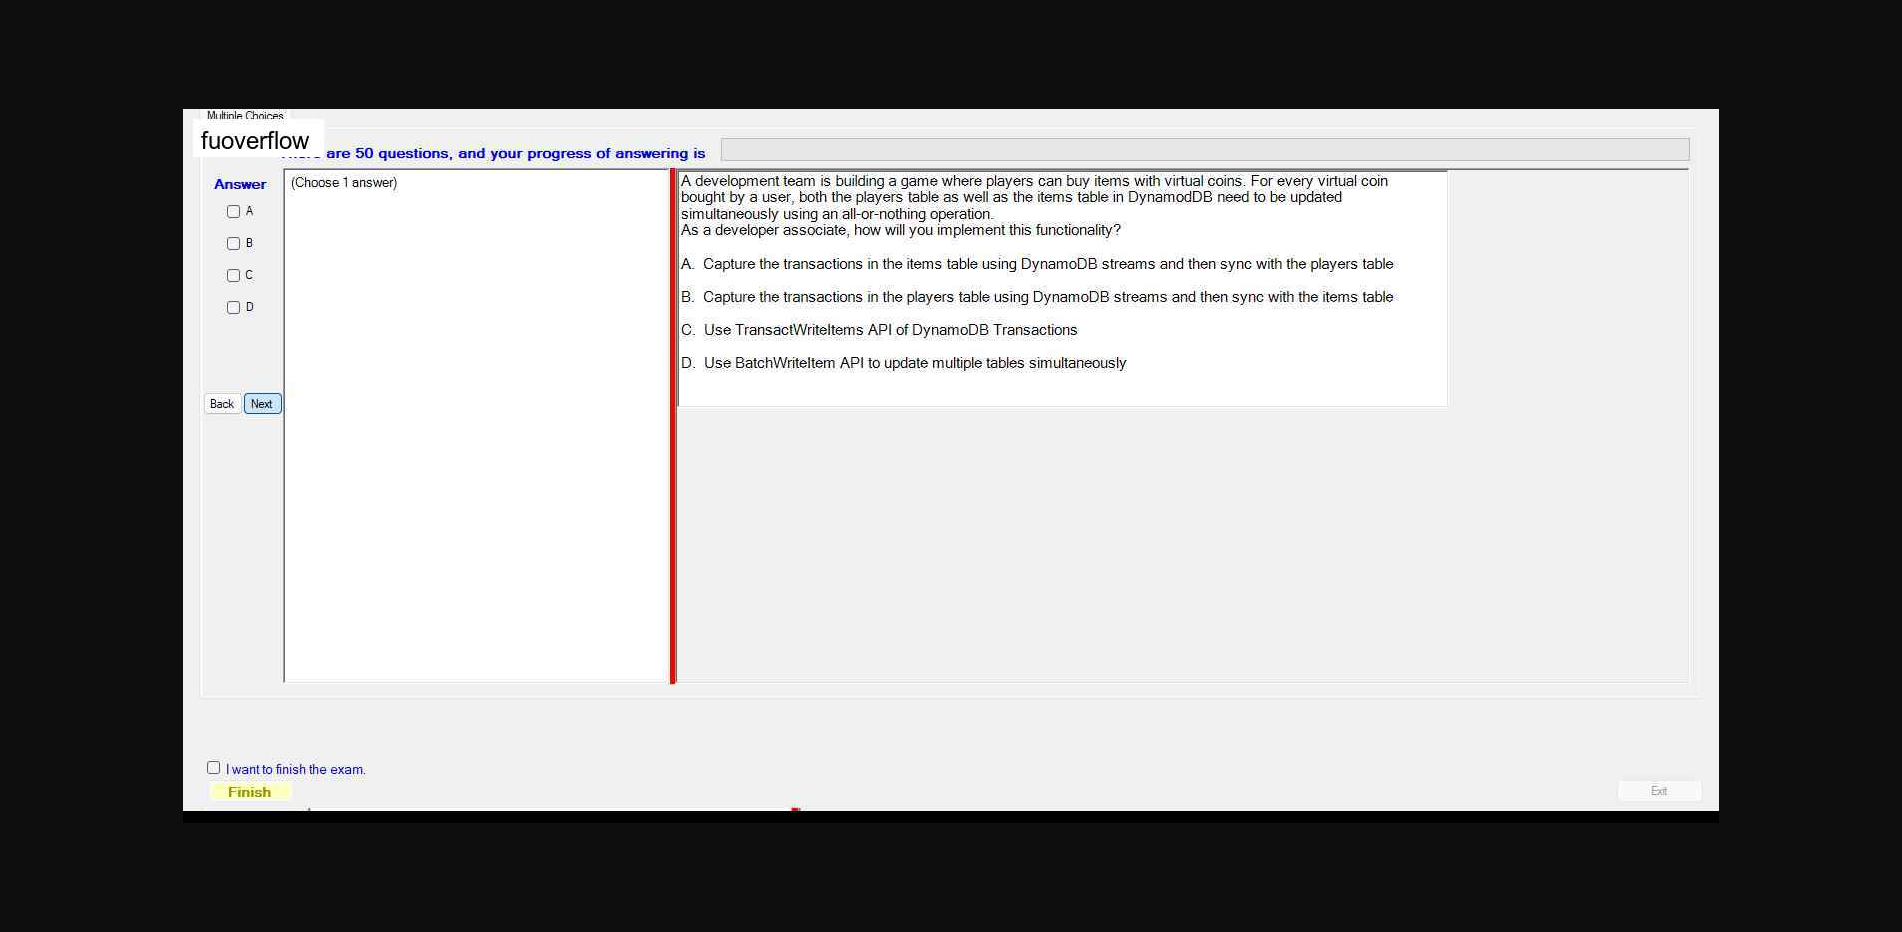 Multiple Choices
fuoverflow
are 50 questions, and your progress of answering is
Answer
(Choose 1 answer)
A
B
C
D
Back
Next
A development team is building a game where players can buy items with virtual coins. For every virtual coin
bought by a user, both the players table as well as the items table in DynamodDB need to be updated
simultaneously using an all-or-nothing operation.
As a developer associate, how will you implement this functionality?
A. Capture the transactions in the items table using DynamoDB streams and then sync with the players table
B. Capture the transactions in the players table using DynamoDB streams and then sync with the items table
C. Use TransactWriteItems API of DynamoDB Transactions
D. Use BatchWriteItem API to update multiple tables simultaneously
I want to finish the exam.
Finish
Exit